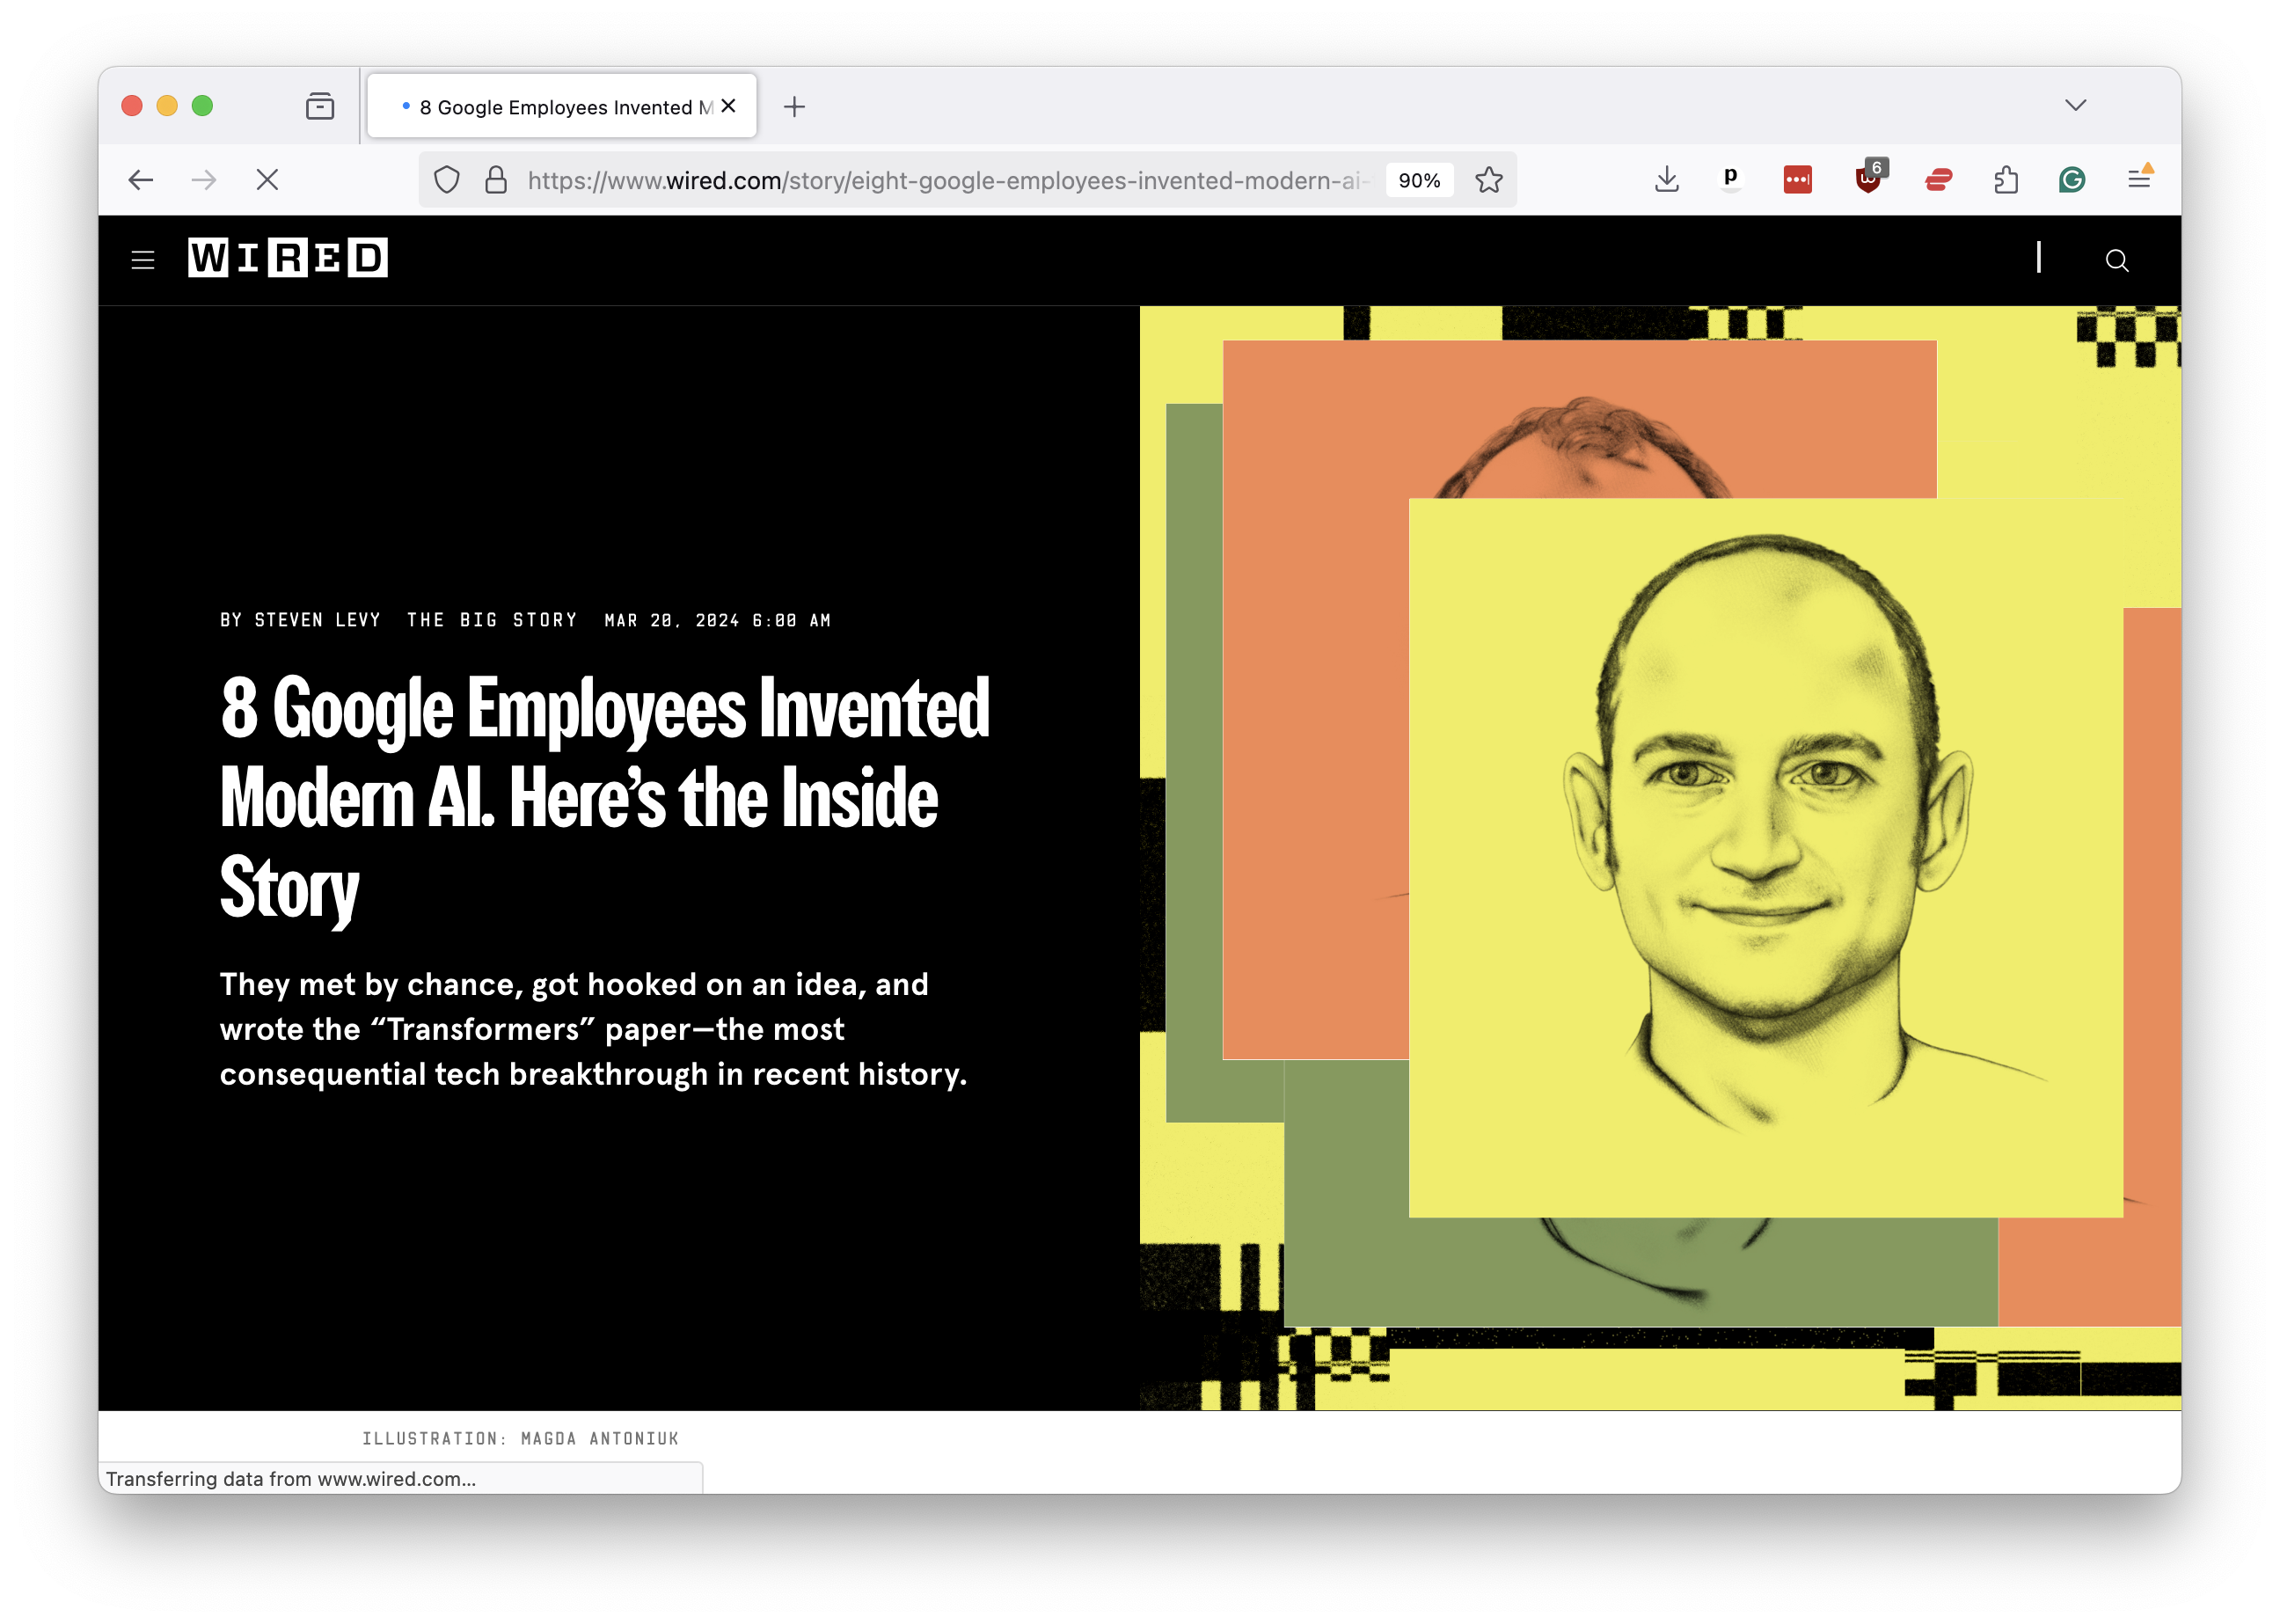 8 Google Employees Invented M
https://www.wired.com/story/eight-google-employees-invented-modern-ai-
90%
p
6
G
WIRED
BY STEVEN LEVY THE BIG STORY MAR 20, 2024 6:00 AM
8 Google Employees Invented
Modern AI. Here’s the Inside
Story
They met by chance, got hooked on an idea, and
wrote the “Transformers” paper—the most
consequential tech breakthrough in recent history.
ILLUSTRATION: MAGDA ANTONIUK
Transferring data from www.wired.com...